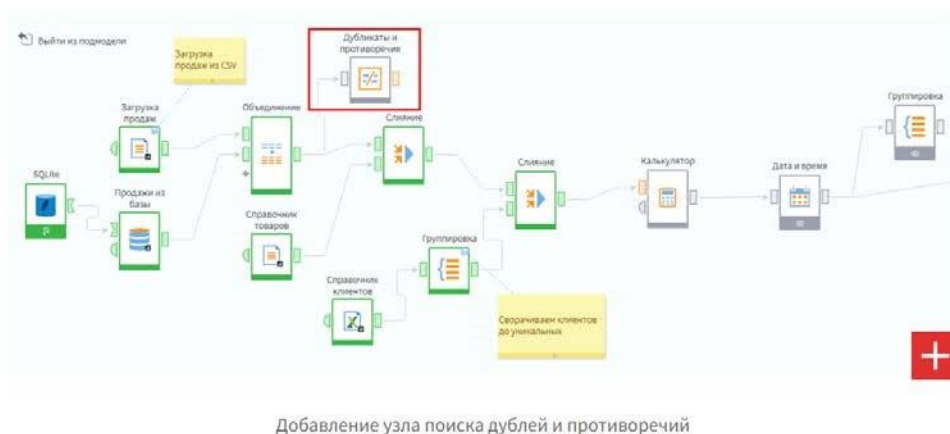 Выйти из подмодели
Дубликаты и
противоречия
Загрузка
продаж из CSV
Загрузка
продаж
Объединение
Слияние
Группировка
SQLite
Продажи из
базы
Слияние
Калькулятор
Дата и время
Справочник
товаров
Группировка
Справочник
клиентов
Сворачиваем клиентов
до уникальных
Добавление узла поиска дублей и противоречий